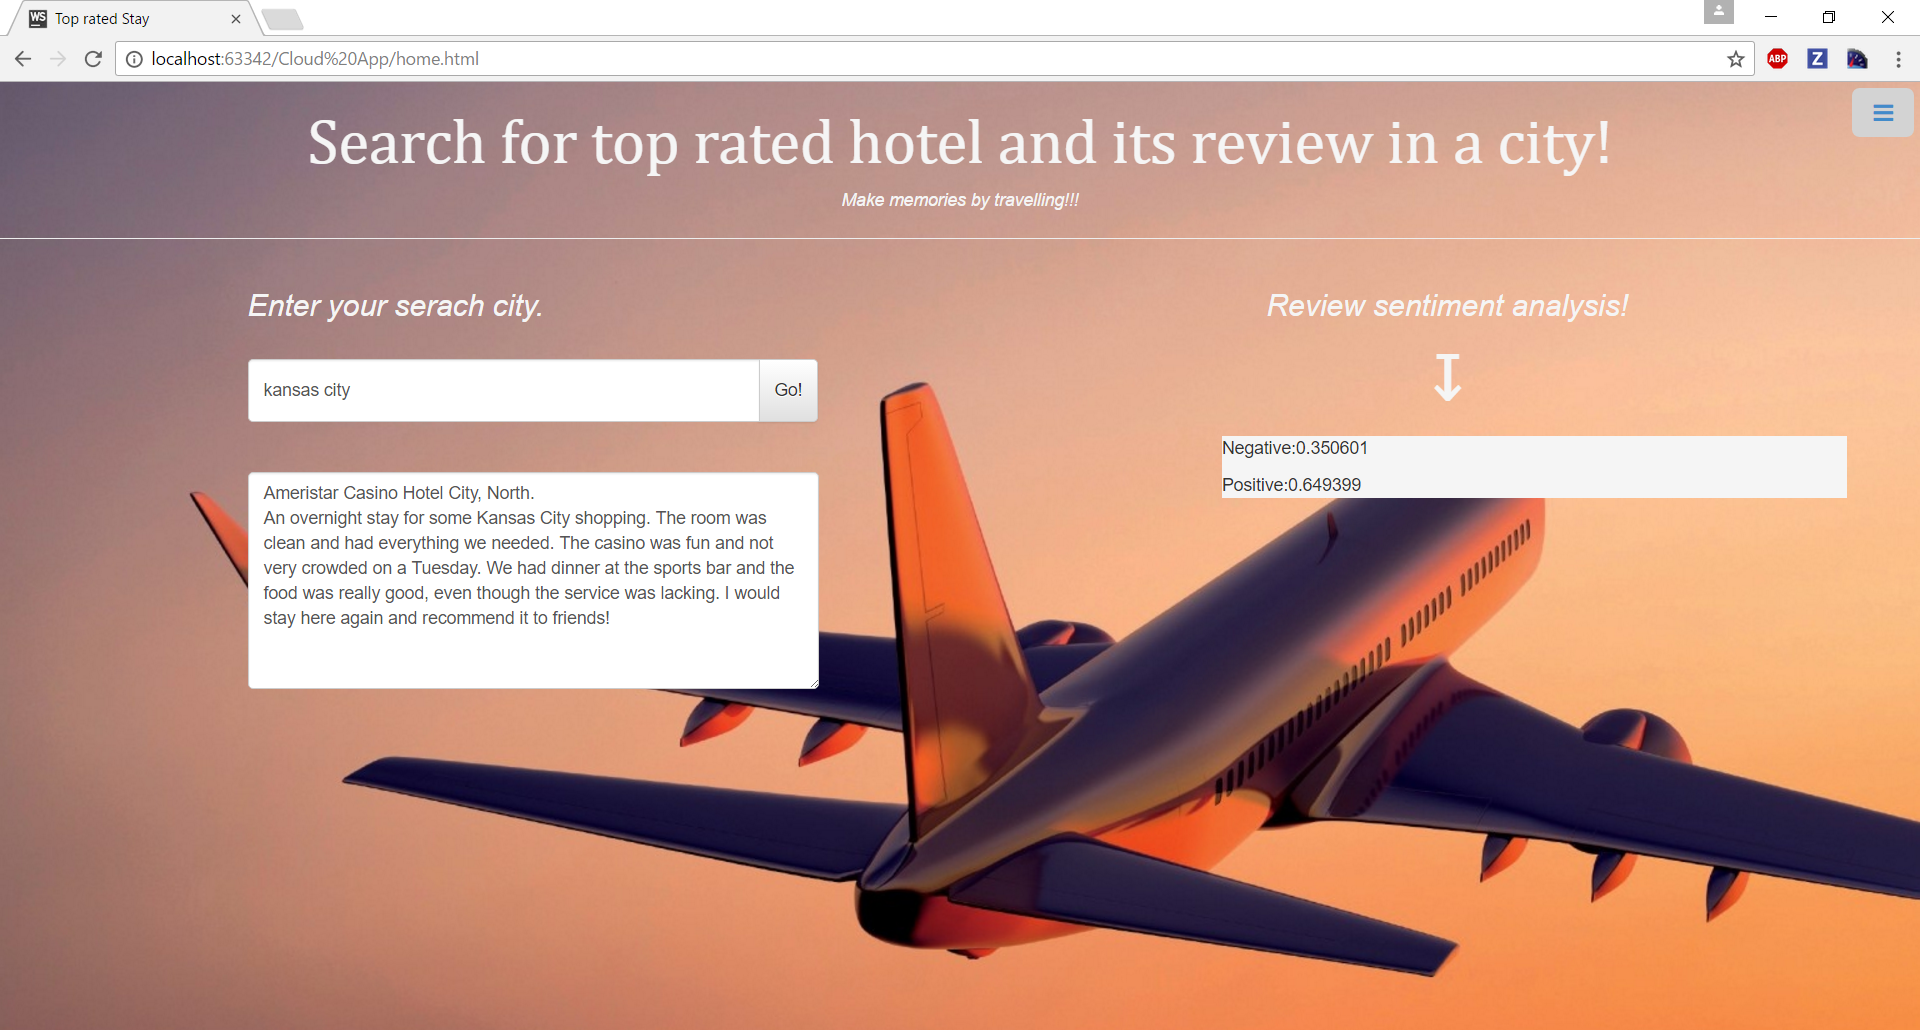 WS Top rated Stay
localhost:63342/Cloud%20App/home.html
ABP
Z
Search for top rated hotel and its review in a city!
Make memories by travelling!!!
Enter your serach city.
Review sentiment analysis!
kansas city
Go!
Negative:0.350601
Positive:0.649399
Ameristar Casino Hotel City, North.
An overnight stay for some Kansas City shopping. The room was
clean and had everything we needed. The casino was fun and not
very crowded on a Tuesday. We had dinner at the sports bar and the
food was really good, even though the service was lacking. I would
stay here again and recommend it to friends!